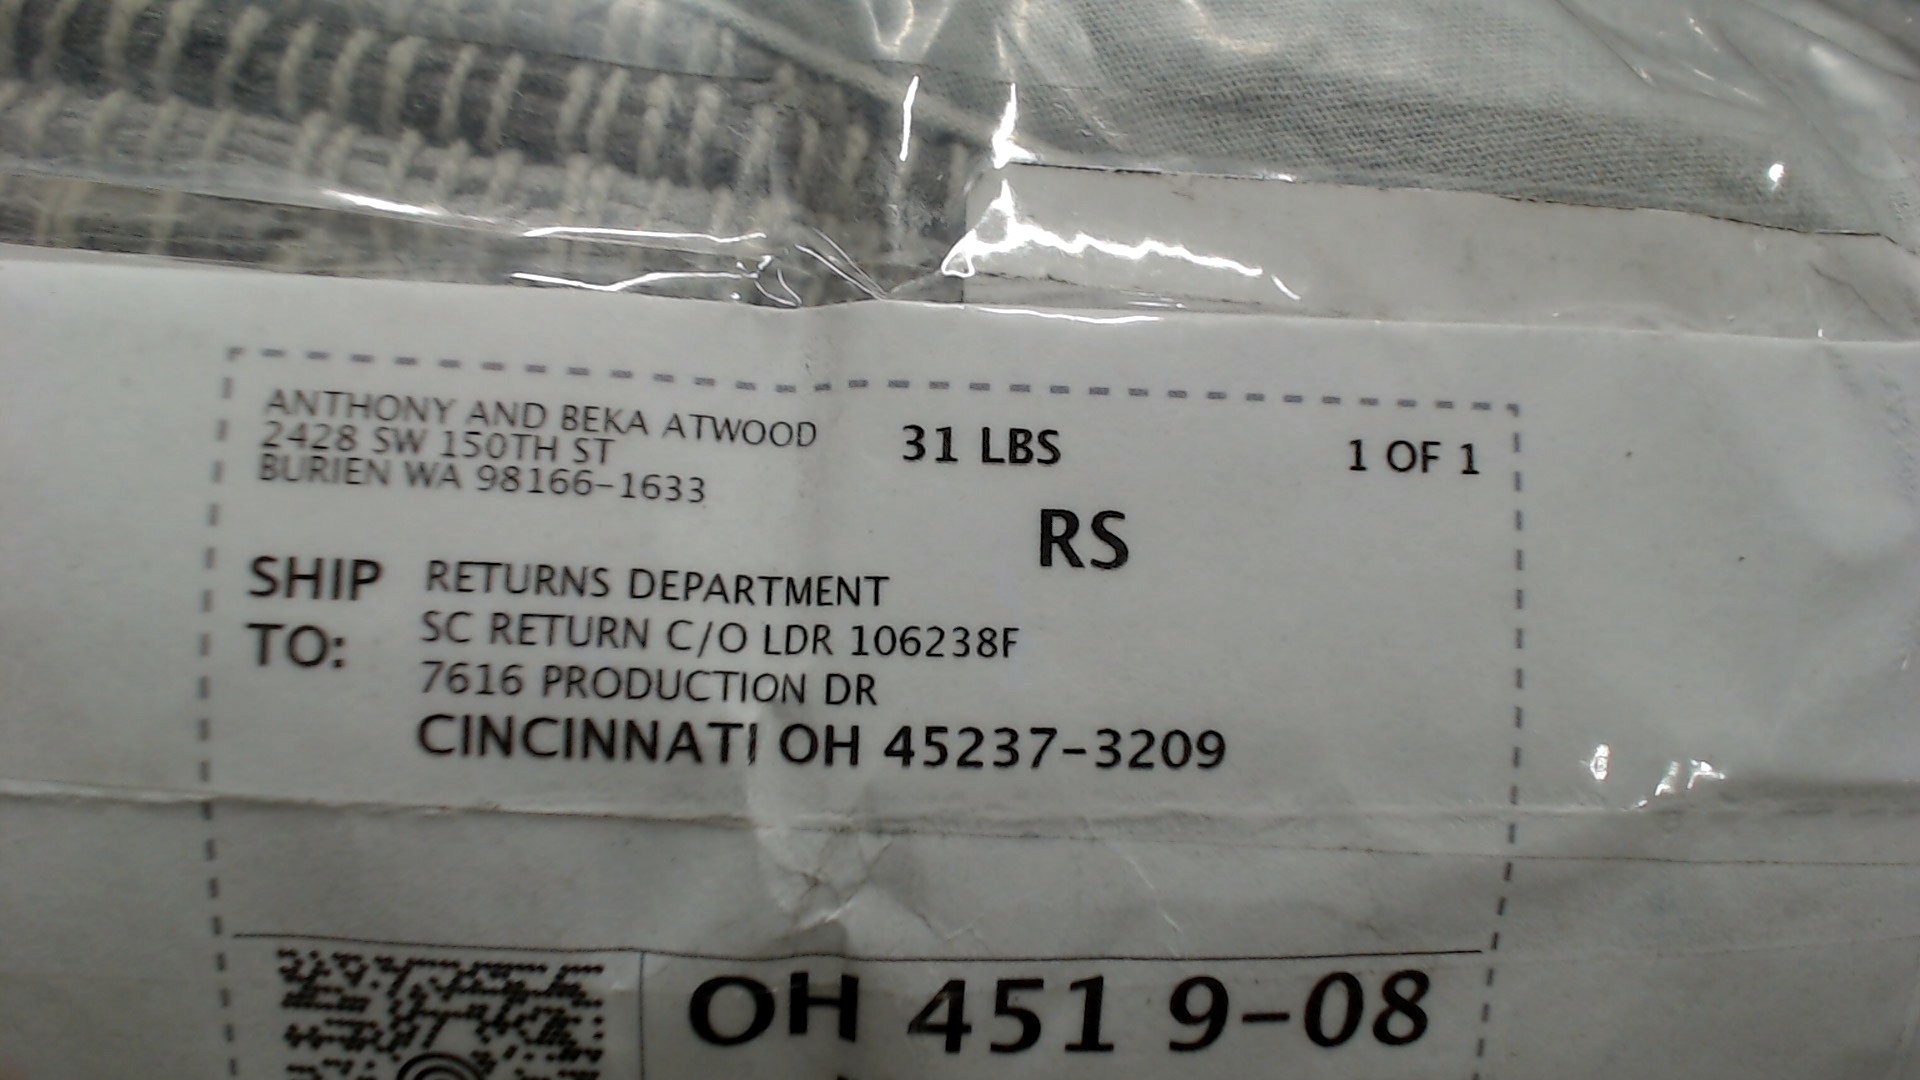 ANTHONY AND BEKA ATWOOD
2428 SW 150TH ST
BURIEN WA 98166-1633
31 LBS
1 OF 1
RS
SHIP TO:
RETURNS DEPARTMENT
SC RETURN C/O LDR 106238F
7616 PRODUCTION DR
CINCINNATI OH 45237-3209
OH 451 9-08